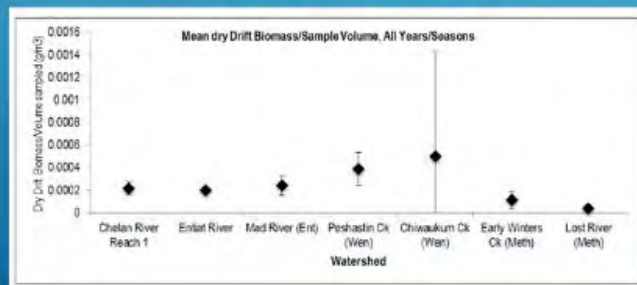 Mean dry Drift Biomass/Sample Volume, All Years/Seasons
Dry Drift Biomass/Volume sampled (gm3)
0.0016
0.0014
0.0012
0.001
0.0008
0.0006
0.0004
0.0002
0
Chelan River
Reach 1
Entiat River
Mad River (Ent)
Peshastin Ck
(Wen)
Chiwaukum Ck
(Wen)
Early Winters
Ck (Meth)
Lost River
(Meth)
Watershed